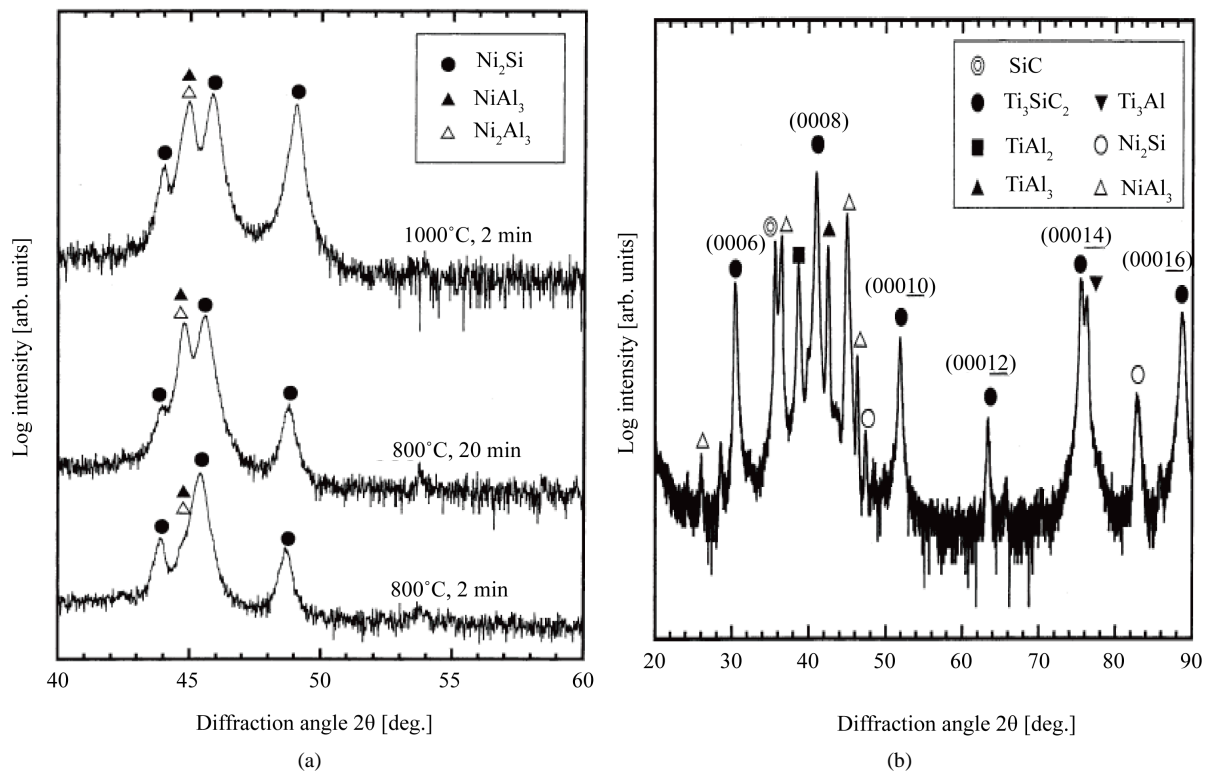 Ni₂Si
NiAl₃
Ni₂Al₃
1000˚C, 2 min
800˚C, 20 min
800˚C, 2 min
Log intensity [arb. units]
40 45 50 55 60
Diffraction angle 2θ [deg.]
(a)
SiC
Ti₃SiC₂ Ti₃Al
TiAl₂ Ni₂Si
TiAl₃ NiAl₃
(0008)
(0006)
(00010)
(00012)
(00014)
(00016)
Log intensity [arb. units]
20 30 40 50 60 70 80 90
Diffraction angle 2θ [deg.]
(b)